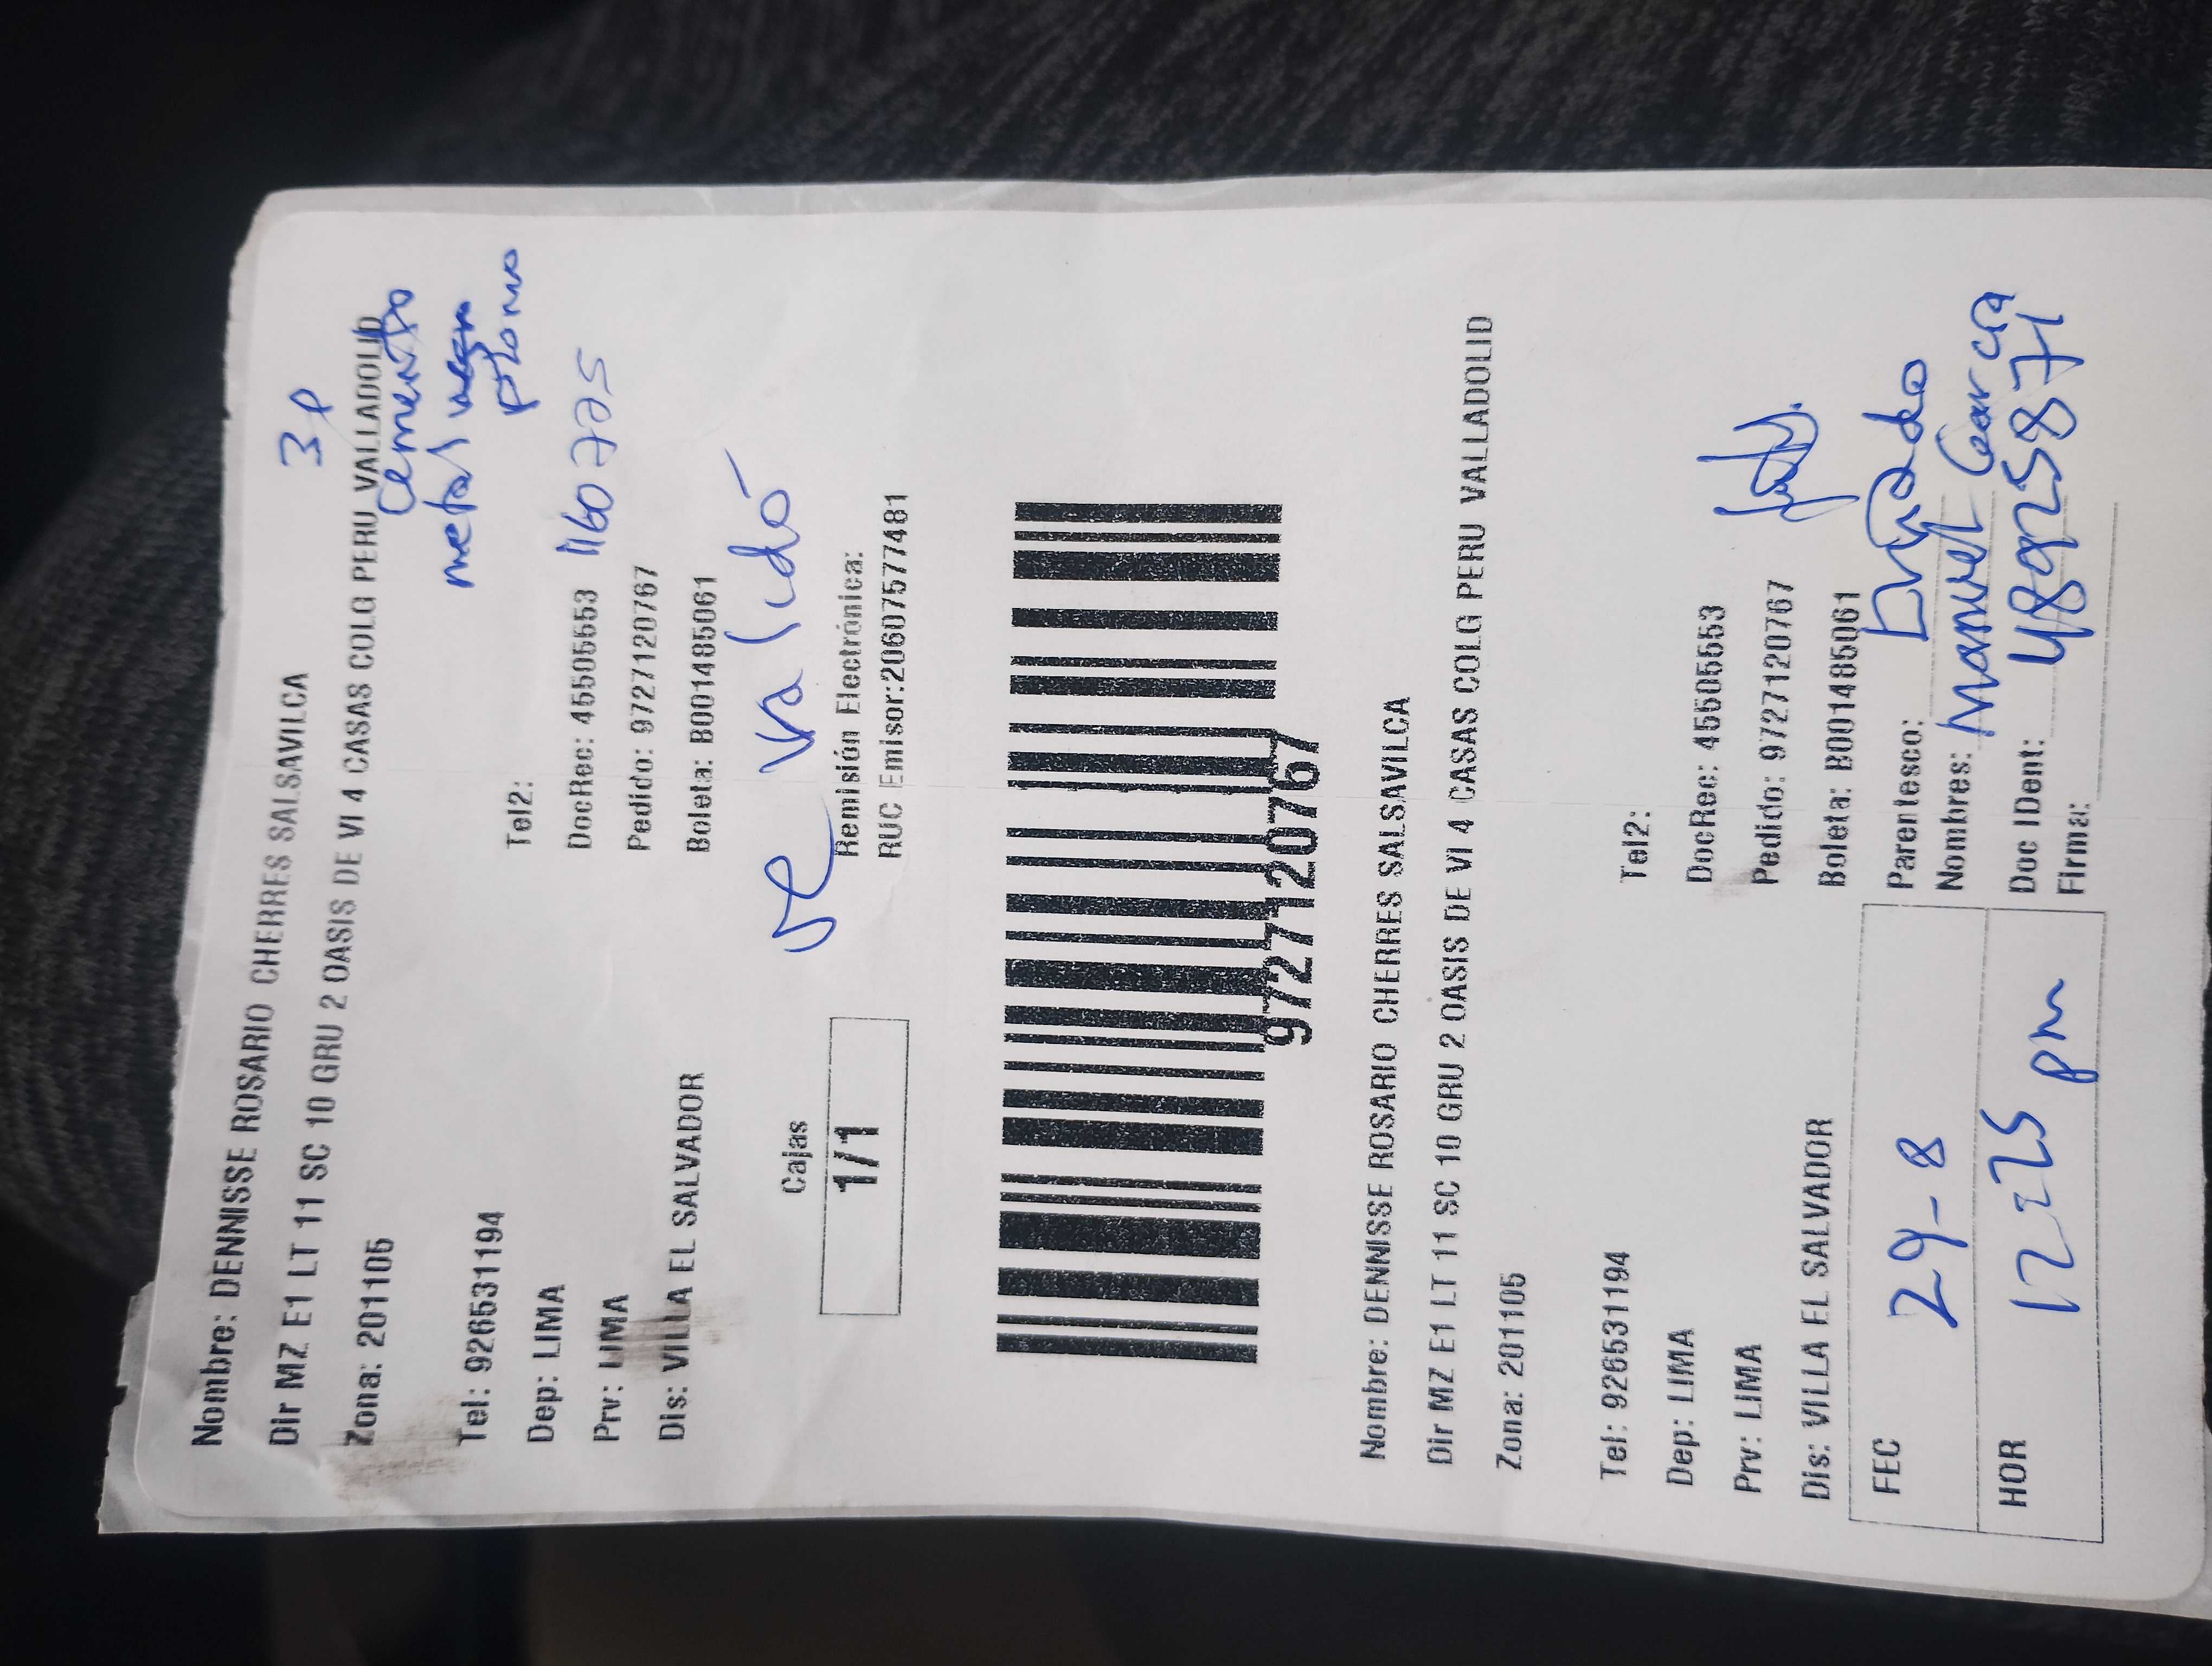 3P
Nombre: DENNISSE ROSARIO CHERRES SALSAVILCA
Dir MZ E1 LT 11 SC 10 GRU 2 OASIS DE VI 4 CASAS COLG PERU VALLADOLID
Zona: 201105
Cemento
metal negro
plomo
Tel: 926531194 Tel2:
Dep: LIMA DocRec: 45505553 1160775
Prv: LIMA Pedido: 9727120767
Dis: VILLA EL SALVADOR Boleta: B001485061
se validó
Cajas
1/1
Remisión Electrónica:
RUC Emisor:20607577481
9727120767
Nombre: DENNISSE ROSARIO CHERRES SALSAVILCA
Dir MZ E1 LT 11 SC 10 GRU 2 OASIS DE VI 4 CASAS COLG PERU VALLADOLID
Zona: 201105
Tel: 926531194 Tel2:
Dep: LIMA DocRec: 45505553
Prv: LIMA Pedido: 9727120767
Dis: VILLA EL SALVADOR Boleta: B001485061
FEC 29-8
HOR 12:25 pm
Parentesco:
Nombres: Manuel Garcia
Doc IDent: 48925871
Firma: